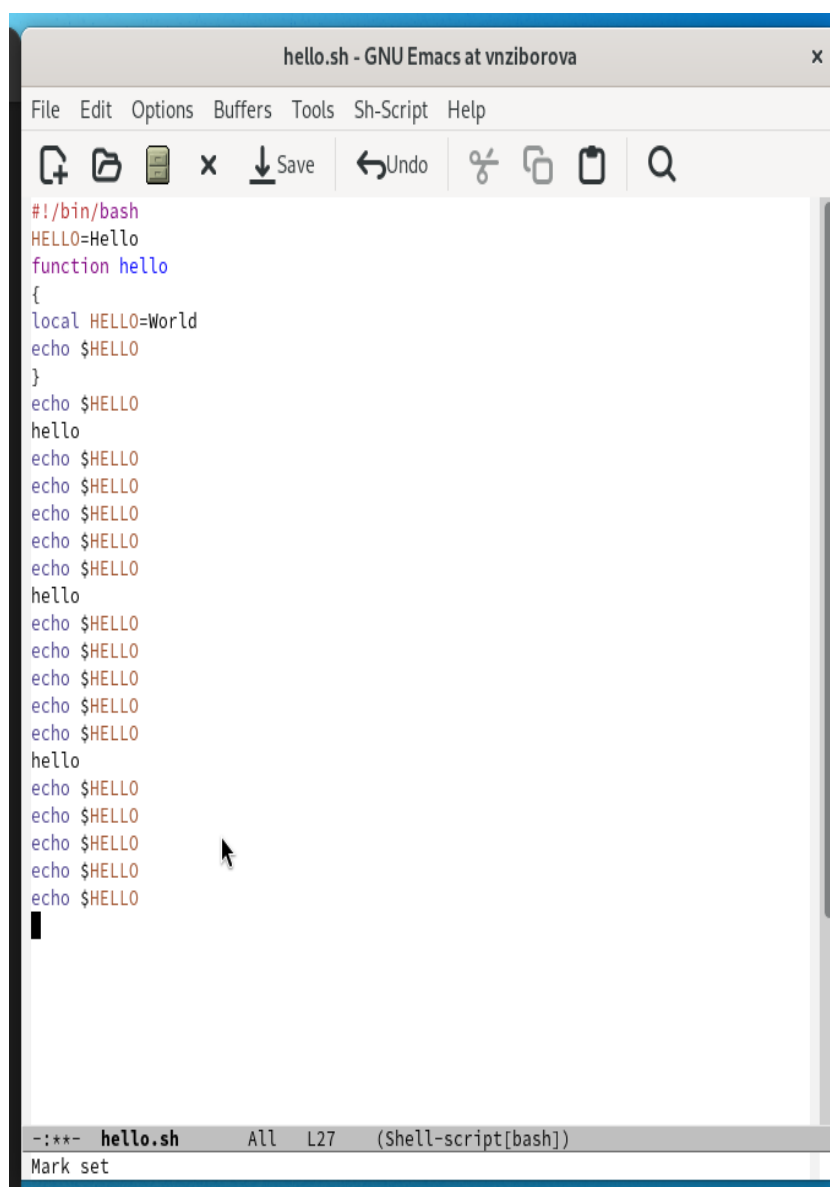 hello.sh - GNU Emacs at vnziborova ×
File Edit Options Buffers Tools Sh-Script Help
Save Undo
#!/bin/bash
HELLO=Hello
function hello
{
local HELLO=World
echo $HELLO
}
echo $HELLO
hello
echo $HELLO
echo $HELLO
echo $HELLO
echo $HELLO
echo $HELLO
hello
echo $HELLO
echo $HELLO
echo $HELLO
echo $HELLO
echo $HELLO
hello
echo $HELLO
echo $HELLO
echo $HELLO
echo $HELLO
echo $HELLO
-:**- hello.sh All L27 (Shell-script[bash])
Mark set